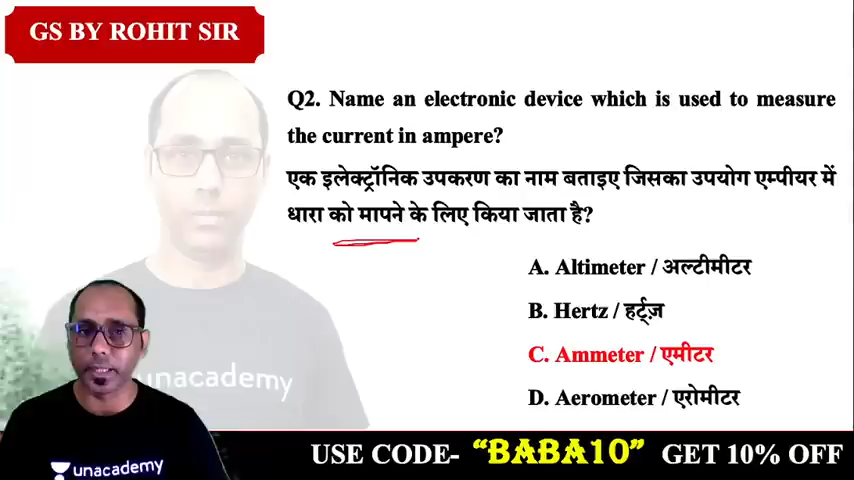 GS BY ROHIT SIR
Q2. Name an electronic device which is used to measure
the current in ampere?
एक इलेक्ट्रॉनिक उपकरण का नाम बताइए जिसका उपयोग एम्पीयर में
धारा को मापने के लिए किया जाता है?
A. Altimeter / अल्टीमीटर
B. Hertz / हर्ट्ज़
C. Ammeter / एमीटर
D. Aerometer / एरोमीटर
unacademy
unacademy
USE CODE- “BABA10” GET 10% OFF